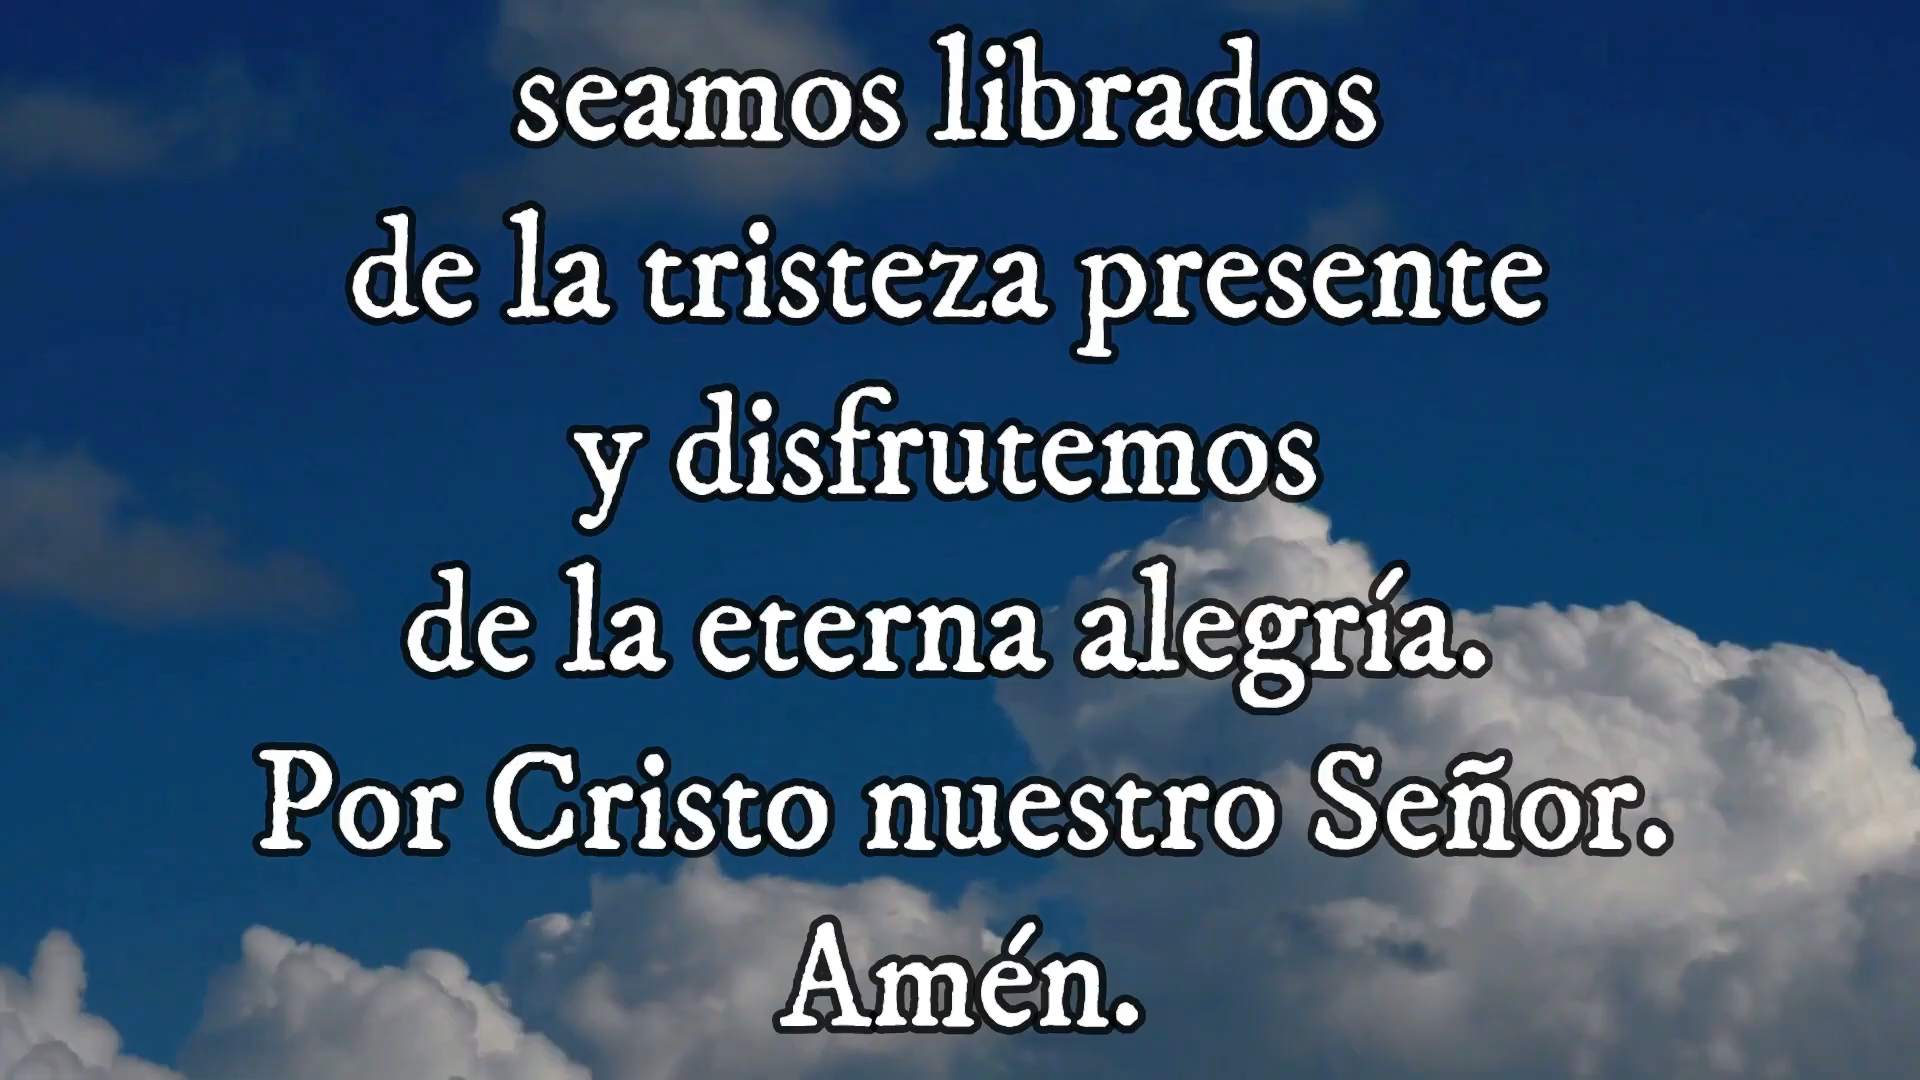 seamos librados
de la tristeza presente
y disfrutemos
de la eterna alegría.
Por Cristo nuestro Señor.
Amén.